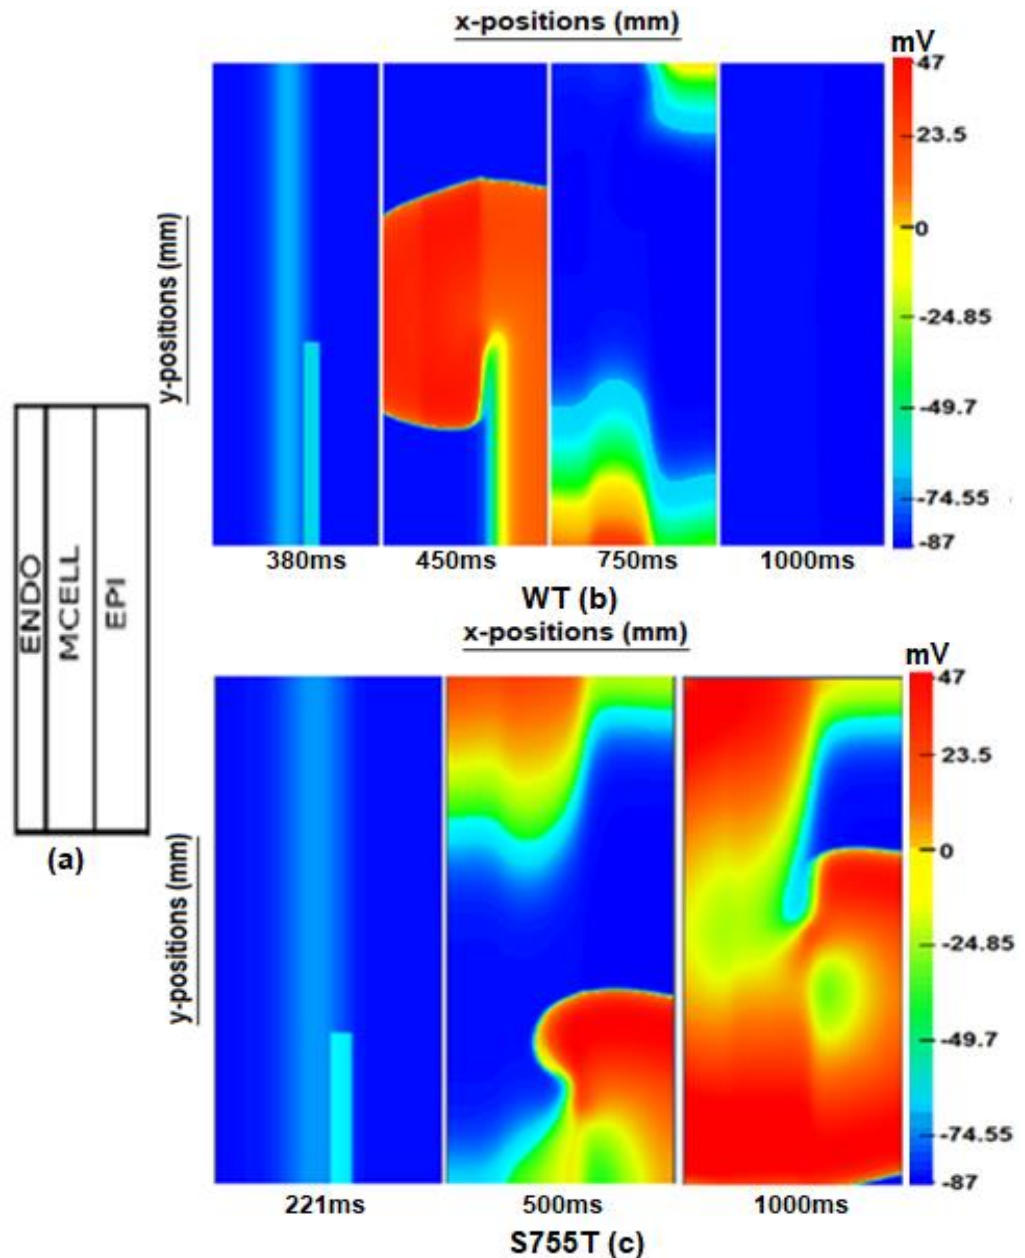 x-positions (mm)
mV
47
23.5
0
-24.85
-49.7
-74.55
-87
y-positions (mm)
380ms 450ms 750ms 1000ms
WT (b)
ENDO
MCELL
EPI
(a)
x-positions (mm)
mV
47
23.5
0
-24.85
-49.7
-74.55
-87
y-positions (mm)
221ms 500ms 1000ms
S755T (c)